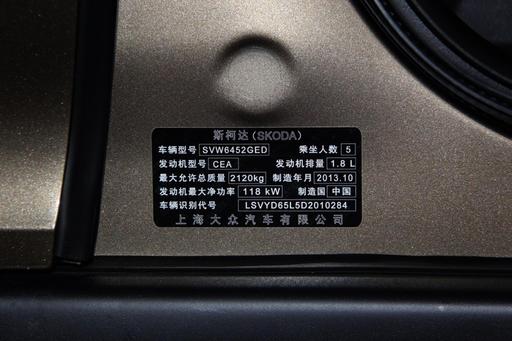 斯柯达(SKODA)
车辆型号 SVW6452GED 乘坐人数 5
发动机型号 CEA 发动机排量 1.8 L
最大允许总质量 2120kg 制造年月 2013.10
发动机最大净功率 118 kW 制造国 中国
车辆识别代号 LSVYD65L5D2010284
上海大众汽车有限公司